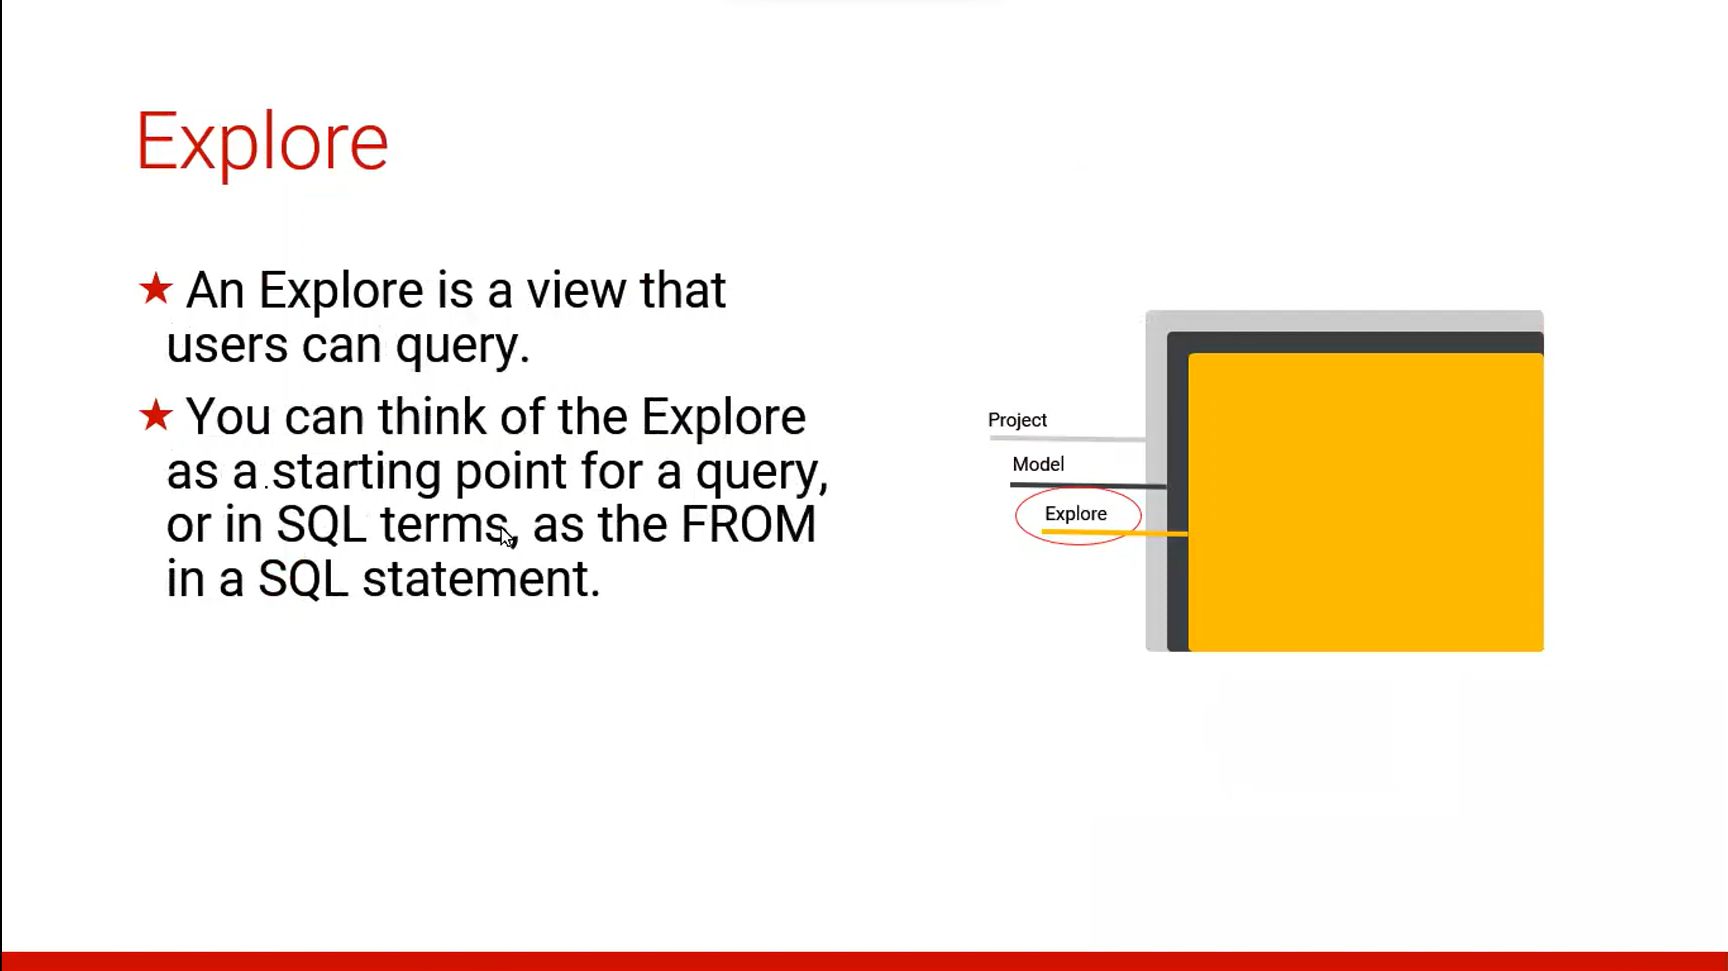 Explore
★ An Explore is a view that
users can query.
★ You can think of the Explore
as a starting point for a query,
or in SQL terms, as the FROM
in a SQL statement.
Project
Model
Explore